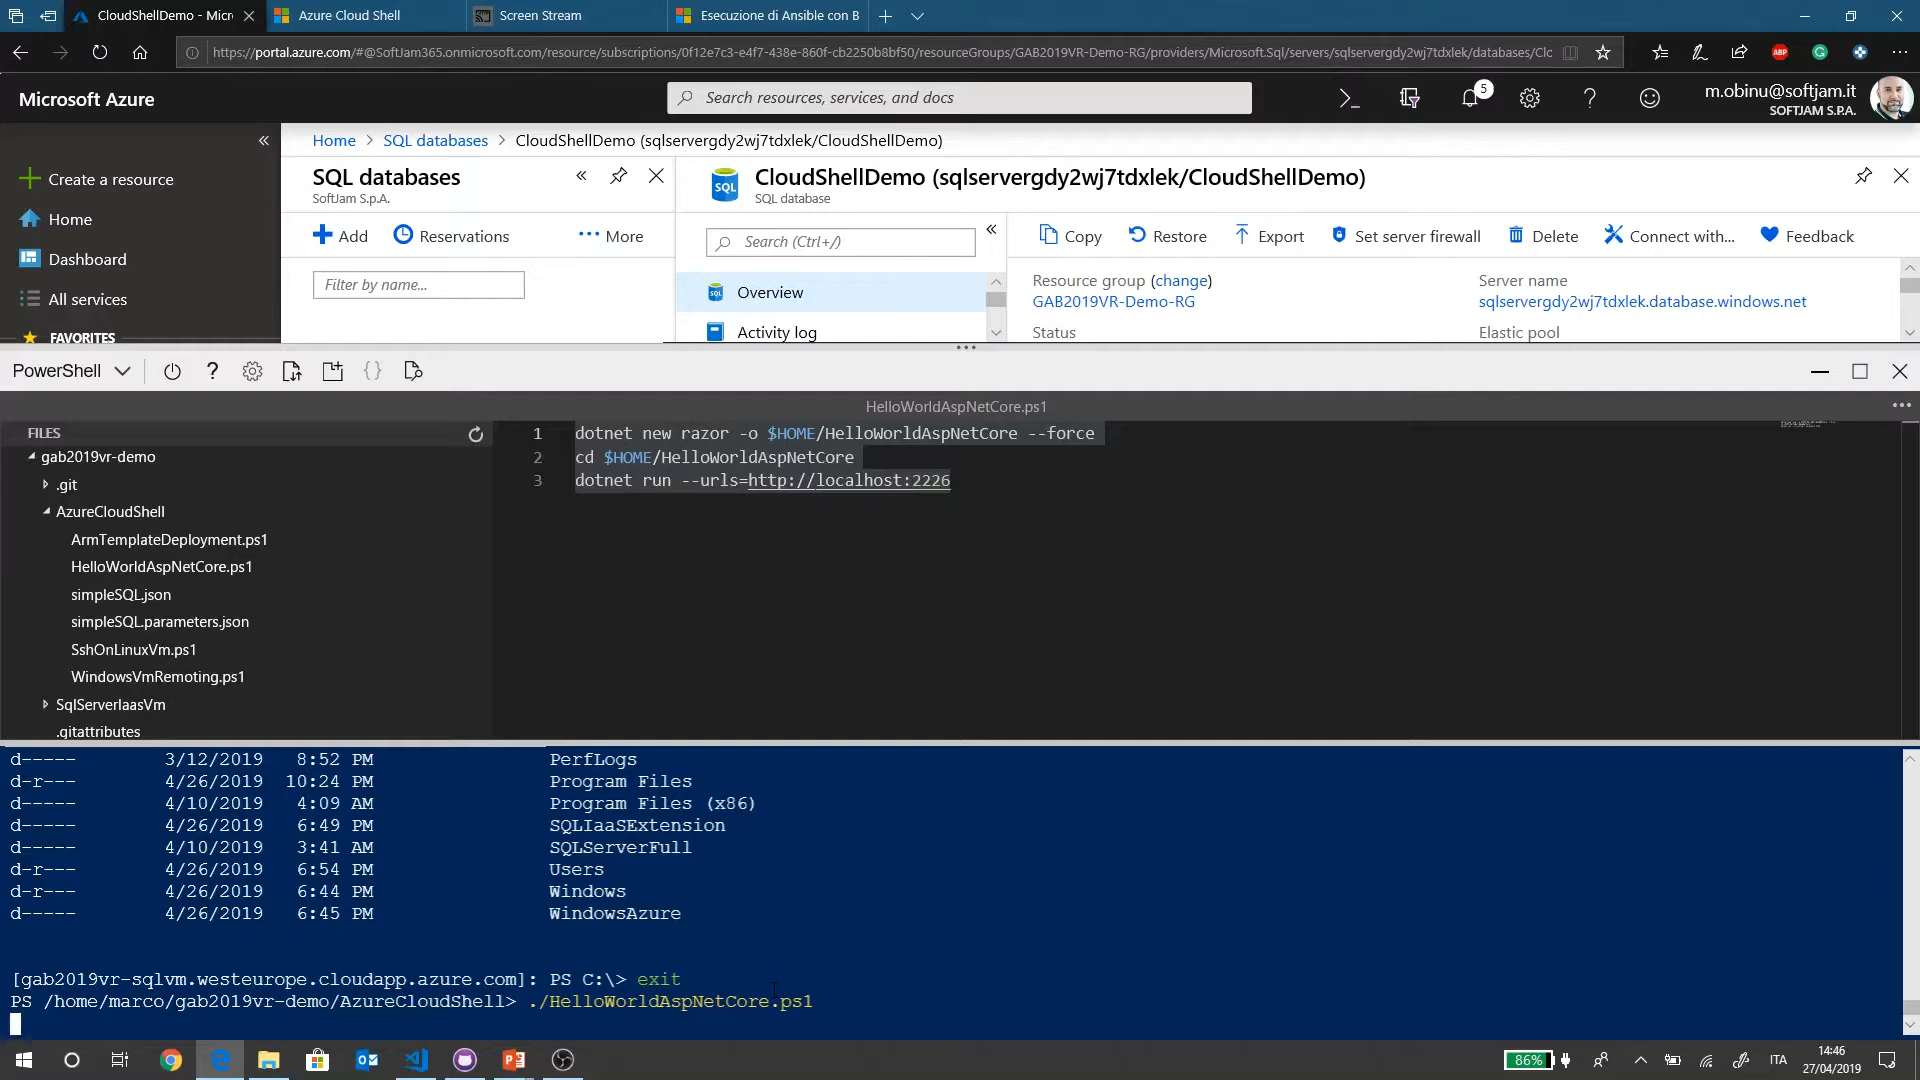 CloudShellDemo - Micr
Azure Cloud Shell
Screen Stream
Esecuzione di Ansible con B
https://portal.azure.com/#@SoftJam365.onmicrosoft.com/resource/subscriptions/0f12e7c3-e4f7-438e-860f-cb2250b8bf50/resourceGroups/GAB2019VR-Demo-RG/providers/Microsoft.Sql/servers/sqlservergdy2wj7tdxlek/databases/Clc
ABP
Microsoft Azure
Search resources, services, and docs
5
m.obinu@softjam.it
SOFTJAM S.P.A.
Create a resource
Home
Dashboard
All services
FAVORITES
Home > SQL databases > CloudShellDemo (sqlservergdy2wj7tdxlek/CloudShellDemo)
SQL databases
SoftJam S.p.A.
Add
Reservations
More
Filter by name...
SQL
CloudShellDemo (sqlservergdy2wj7tdxlek/CloudShellDemo)
SQL database
Search (Ctrl+/)
Overview
Activity log
Copy
Restore
Export
Set server firewall
Delete
Connect with...
Feedback
Resource group (change)
GAB2019VR-Demo-RG
Status
Server name
sqlservergdy2wj7tdxlek.database.windows.net
Elastic pool
PowerShell
HelloWorldAspNetCore.ps1
FILES
gab2019vr-demo
.git
AzureCloudShell
ArmTemplateDeployment.ps1
HelloWorldAspNetCore.ps1
simpleSQL.json
simpleSQL.parameters.json
SshOnLinuxVm.ps1
WindowsVmRemoting.ps1
SqlServerIaasVm
.gitattributes
1 dotnet new razor -o $HOME/HelloWorldAspNetCore --force
2 cd $HOME/HelloWorldAspNetCore
3 dotnet run --urls=http://localhost:2226
d----- 3/12/2019 8:52 PM PerfLogs
d-r--- 4/26/2019 10:24 PM Program Files
d----- 4/10/2019 4:09 AM Program Files (x86)
d----- 4/26/2019 6:49 PM SQLIaaSExtension
d----- 4/10/2019 3:41 AM SQLServerFull
d-r--- 4/26/2019 6:54 PM Users
d-r--- 4/26/2019 6:44 PM Windows
d----- 4/26/2019 6:45 PM WindowsAzure
[gab2019vr-sqlvm.westeurope.cloudapp.azure.com]: PS C:\> exit
PS /home/marco/gab2019vr-demo/AzureCloudShell> ./HelloWorldAspNetCore.ps1
86%
ITA
14:46
27/04/2019